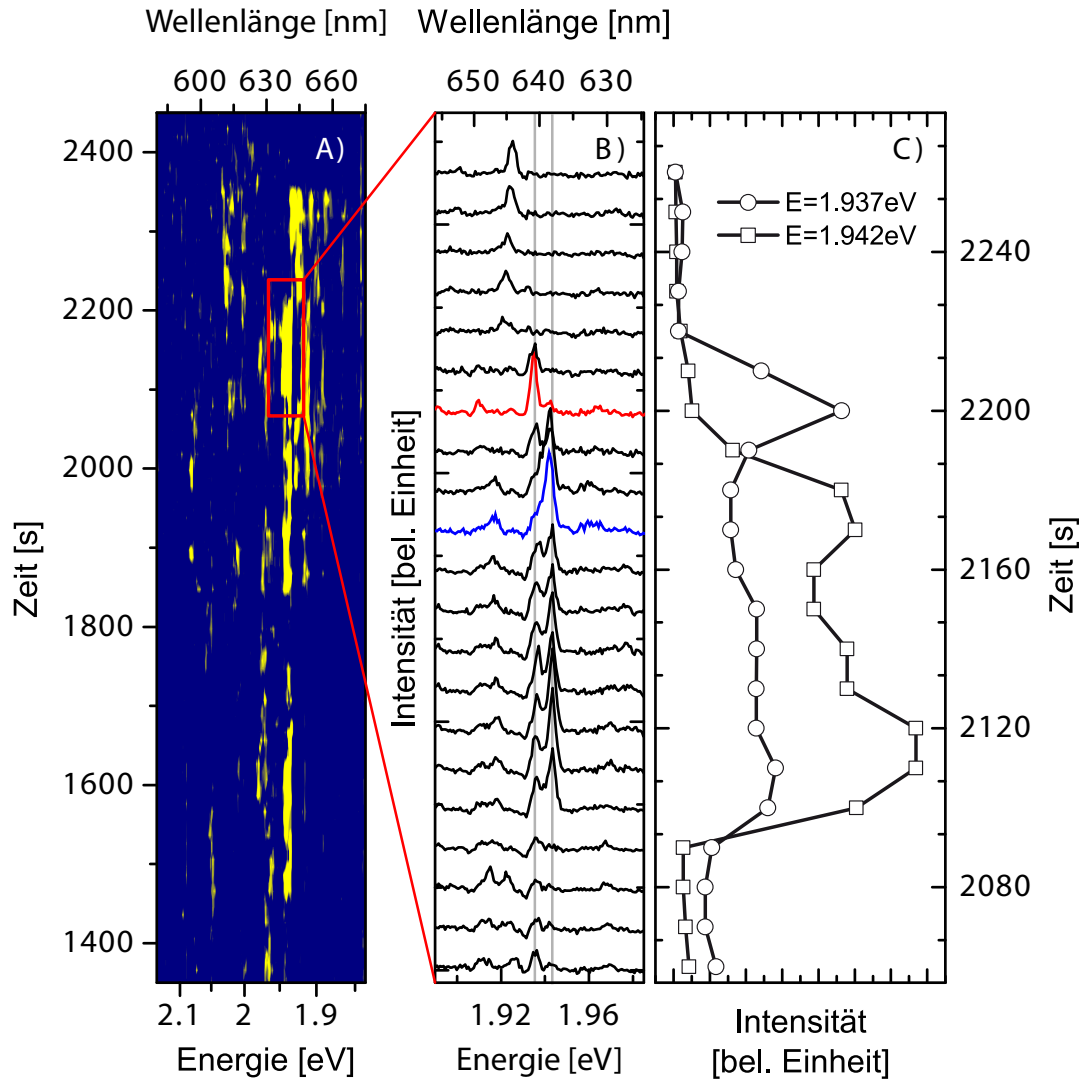 Wellenlänge [nm]
600 630 660
A)
Zeit [s]
2400
2200
2000
1800
1600
1400
2.1 2 1.9
Energie [eV]
Wellenlänge [nm]
650 640 630
B)
Intensität [bel. Einheit]
1.92 1.96
Energie [eV]
C)
E=1.937eV
E=1.942eV
2240
2200
2160
2120
2080
Zeit [s]
Intensität
[bel. Einheit]